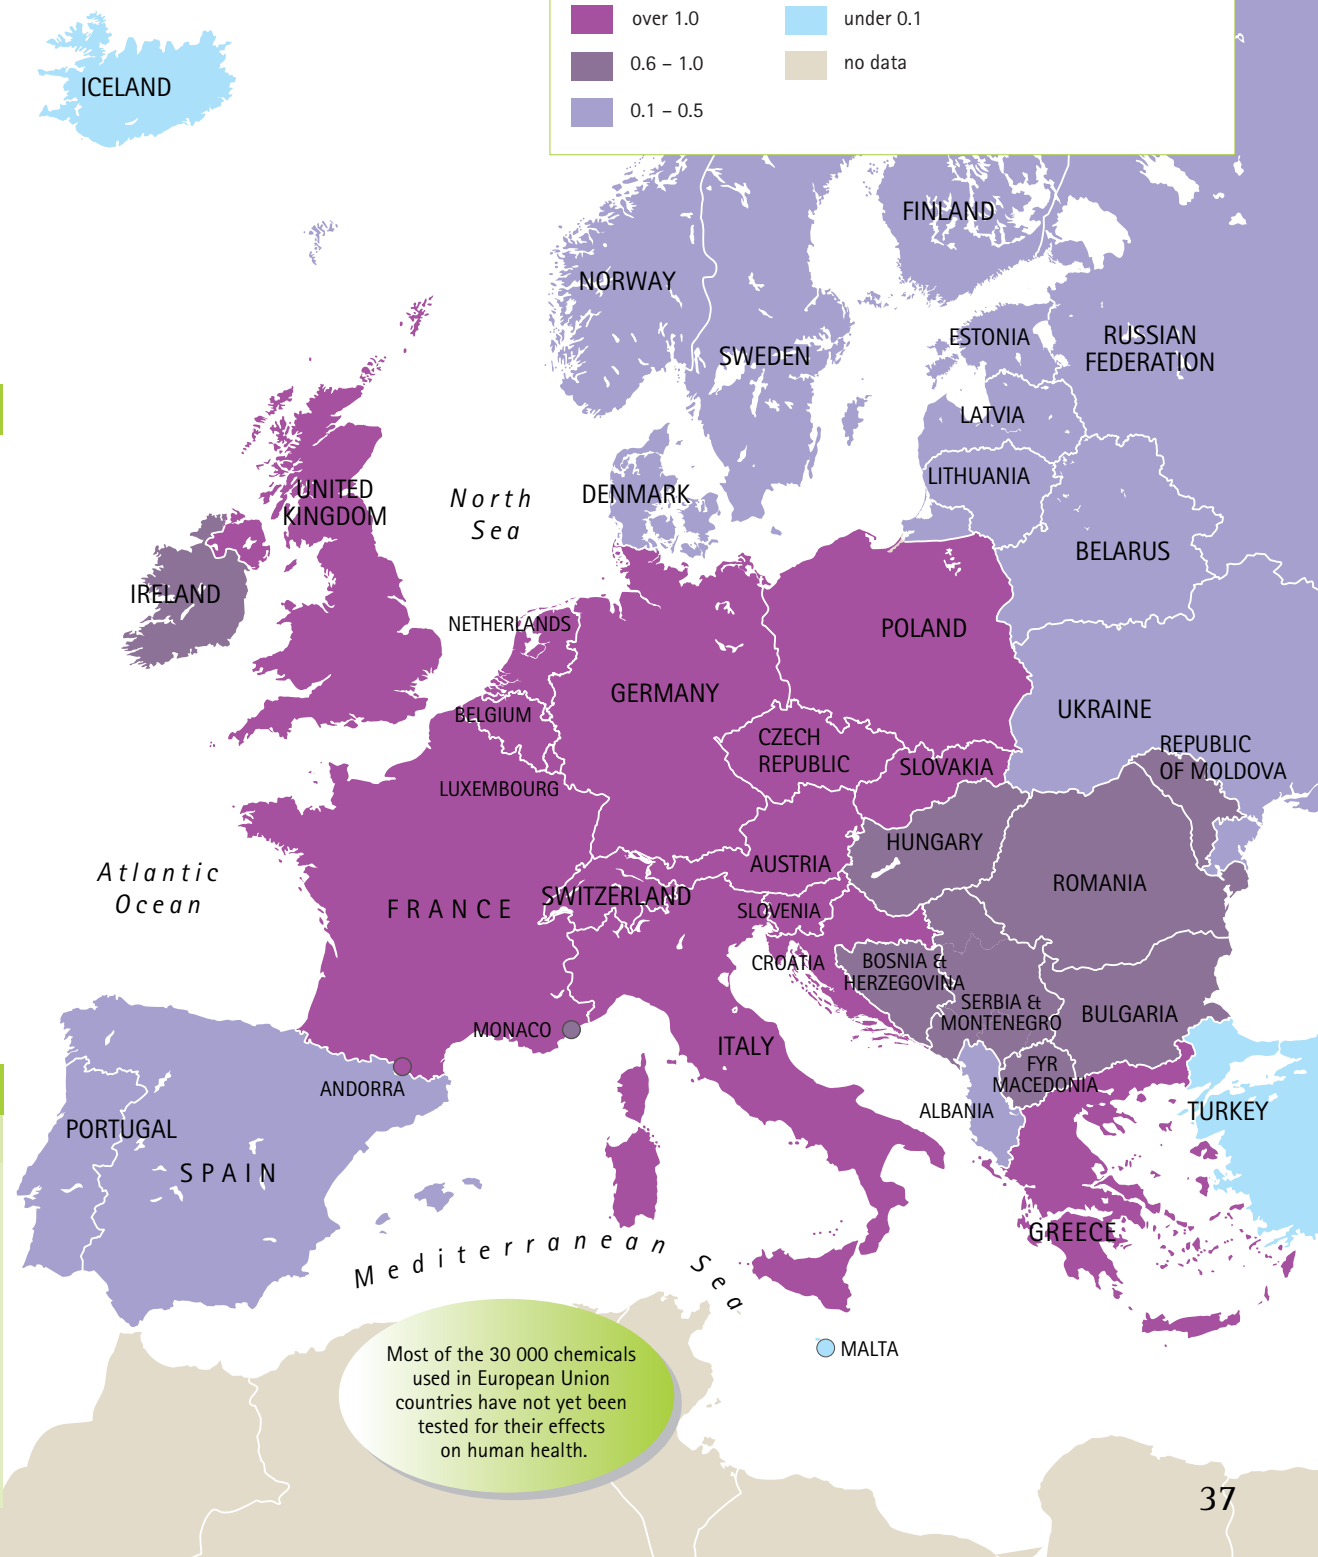 over 1.0
0.6 – 1.0
0.1 – 0.5
under 0.1
no data
ICELAND
FINLAND
NORWAY
SWEDEN
ESTONIA
RUSSIAN
FEDERATION
LATVIA
LITHUANIA
UNITED
KINGDOM
North
Sea
DENMARK
BELARUS
IRELAND
NETHERLANDS
POLAND
GERMANY
BELGIUM
UKRAINE
CZECH
REPUBLIC
SLOVAKIA
REPUBLIC
OF MOLDOVA
LUXEMBOURG
HUNGARY
AUSTRIA
Atlantic
Ocean
FRANCE
SWITZERLAND
SLOVENIA
ROMANIA
CROATIA
BOSNIA &
HERZEGOVINA
SERBIA &
MONTENEGRO
BULGARIA
MONACO
ITALY
FYR
MACEDONIA
ANDORRA
ALBANIA
TURKEY
PORTUGAL
SPAIN
GREECE
Mediterranean Sea
MALTA
Most of the 30 000 chemicals
used in European Union
countries have not yet been
tested for their effects
on human health.
37